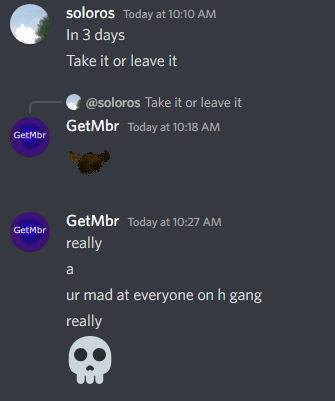 soloros Today at 10:10 AM
In 3 days
Take it or leave it
@soloros Take it or leave it
GetMbr GetMbr Today at 10:18 AM
GetMbr GetMbr Today at 10:27 AM
really
a
ur mad at everyone on h gang
really